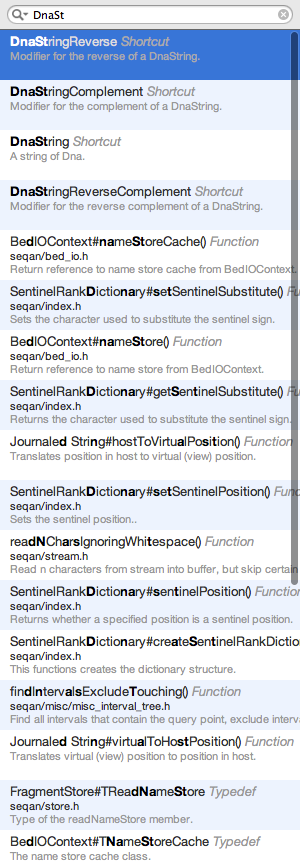 DnaSt
DnaStringReverse Shortcut
Modifier for the reverse of a DnaString.
DnaStringComplement Shortcut
Modifier for the complement of a DnaString.
DnaString Shortcut
A string of Dna.
DnaStringReverseComplement Shortcut
Modifier for the reverse complement of a DnaString.
BedIOContext#nameStoreCache() Function
seqan/bed_io.h
Return reference to name store cache from BedIOContext.
SentinelRankDictionary#setSentinelSubstitute() Fu
seqan/index.h
Sets the character used to substitute the sentinel sign.
BedIOContext#nameStore() Function
seqan/bed_io.h
Return reference to name store from BedIOContext.
SentinelRankDictionary#getSentinelSubstitute() Fu
seqan/index.h
Returns the character used to substitute the sentinel sign.
Journaled String#hostToVirtualPosition() Function
Translates position in host to virtual (view) position.
SentinelRankDictionary#setSentinelPosition() Func
seqan/index.h
Sets the sentinel position..
readNCharsIgnoringWhitespace() Function
seqan/stream.h
Read n characters from stream into buffer, but skip certain
SentinelRankDictionary#sentinelPosition() Functio
seqan/index.h
Returns whether a specified position is a sentinel position.
SentinelRankDictionary#createSentinelRankDictio
seqan/index.h
This functions creates the dictionary structure.
findIntervalsExcludeTouching() Function
seqan/misc/misc_interval_tree.h
Find all intervals that contain the query point, exclude interv
Journaled String#virtualToHostPosition() Function
Translates virtual (view) position to position in host.
FragmentStore#TReadNameStore Typedef
seqan/store.h
Type of the readNameStore member.
BedIOContext#TNameStoreCache Typedef
The name store cache class.